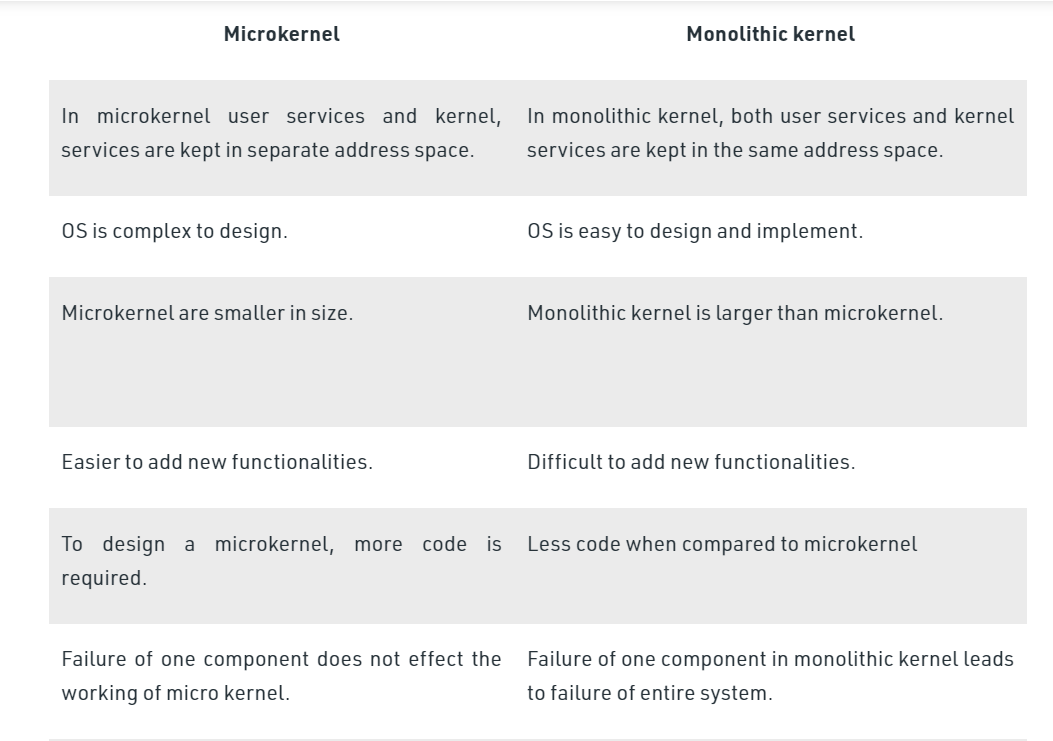 Microkernel
Monolithic kernel
In microkernel user services and kernel,
services are kept in separate address space.
In monolithic kernel, both user services and kernel
services are kept in the same address space.
OS is complex to design.
OS is easy to design and implement.
Microkernel are smaller in size.
Monolithic kernel is larger than microkernel.
Easier to add new functionalities.
Difficult to add new functionalities.
To design a microkernel, more code is
required.
Less code when compared to microkernel
Failure of one component does not effect the
working of micro kernel.
Failure of one component in monolithic kernel leads
to failure of entire system.